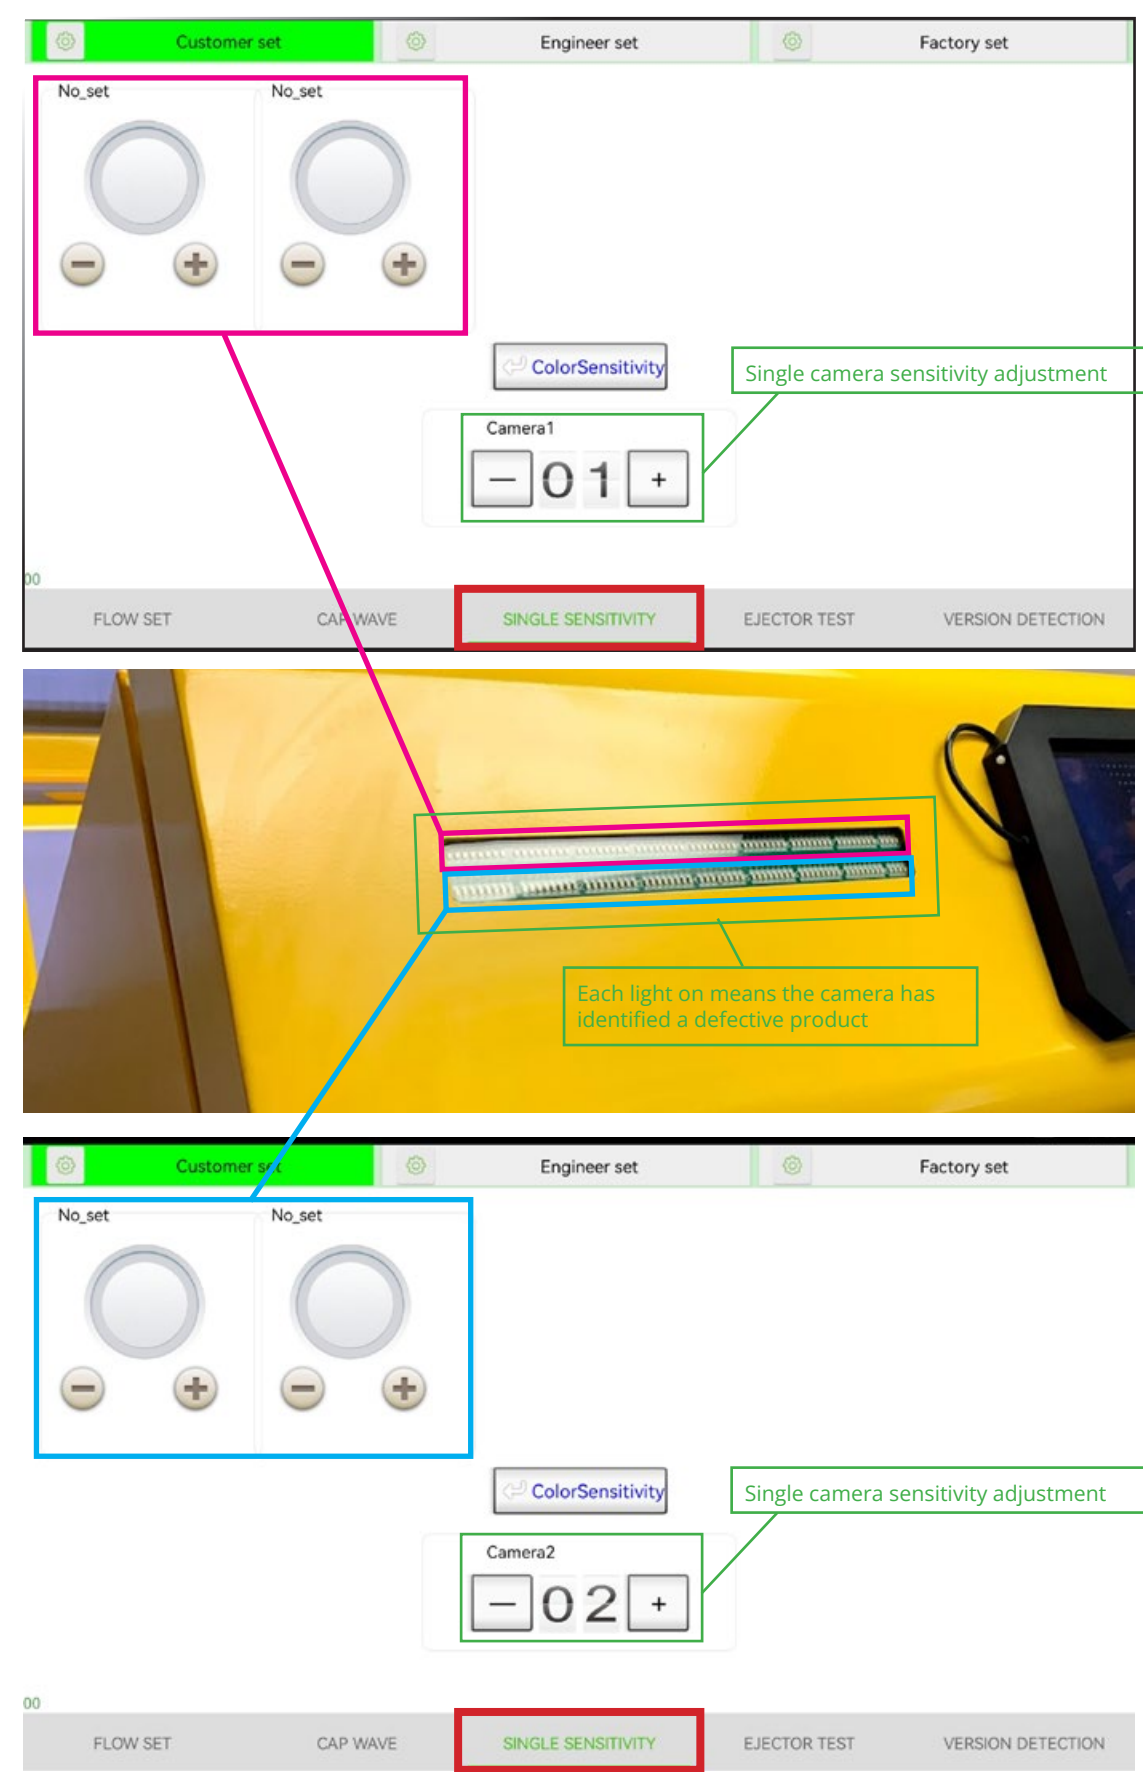 Customer set
Engineer set
Factory set
No_set
No_set
ColorSensitivity
Single camera sensitivity adjustment
Camera1
01
00
FLOW SET
CAP WAVE
SINGLE SENSITIVITY
EJECTOR TEST
VERSION DETECTION
Each light on means the camera has
identified a defective product
Customer set
Engineer set
Factory set
No_set
No_set
ColorSensitivity
Single camera sensitivity adjustment
Camera2
02
00
FLOW SET
CAP WAVE
SINGLE SENSITIVITY
EJECTOR TEST
VERSION DETECTION